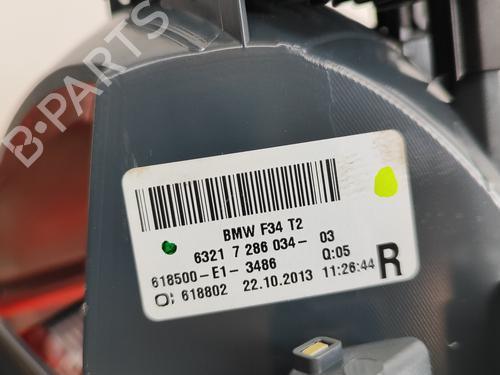 B-PARTS
BMW F34 T2
6321 7 286 034- 03
618500-E1- 3486 Q:05
O: 618802 22.10.2013 11:26:44 R